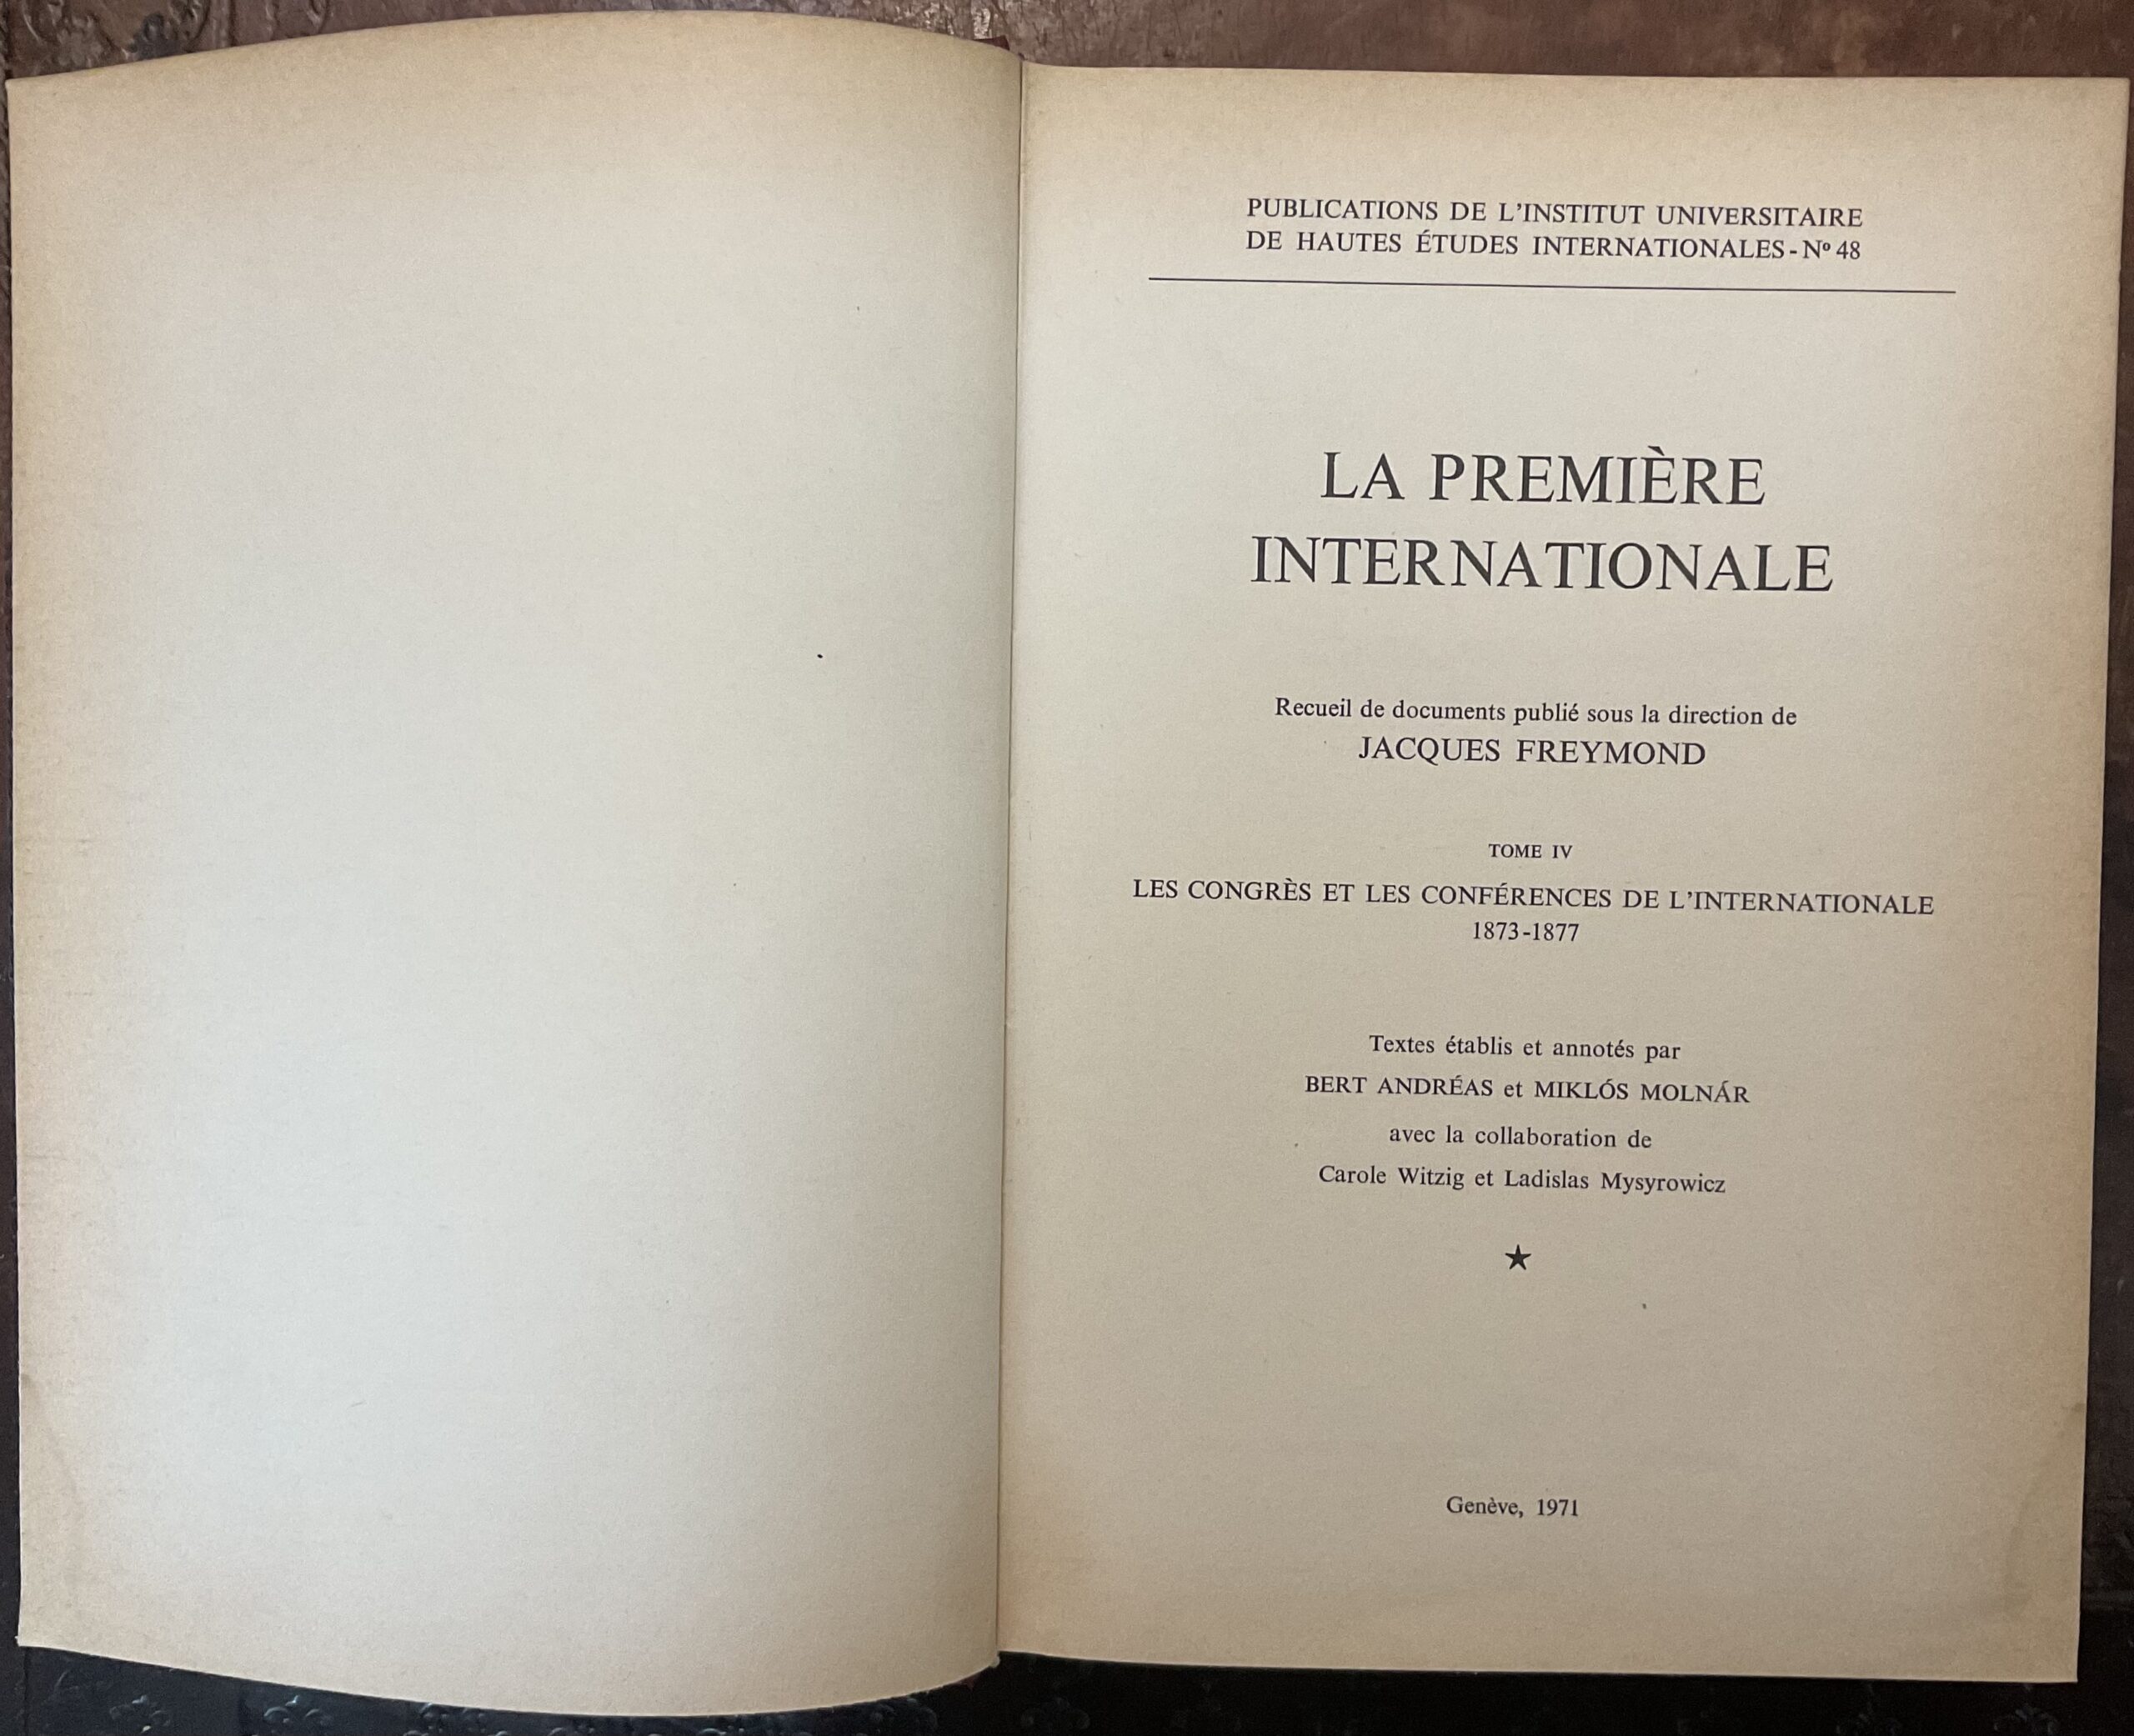 PUBLICATIONS DE L'INSTITUT UNIVERSITAIRE
DE HAUTES ÉTUDES INTERNATIONALES - Nº 48
LA PREMIÈRE
INTERNATIONALE
Recueil de documents publié sous la direction de
JACQUES FREYMOND
TOME IV
LES CONGRÈS ET LES CONFÉRENCES DE L'INTERNATIONALE
1873-1877
Textes établis et annotés par
BERT ANDRÉAS et MIKLÓS MOLNÁR
avec la collaboration de
Carole Witzig et Ladislas Mysyrowicz
★
Genève, 1971